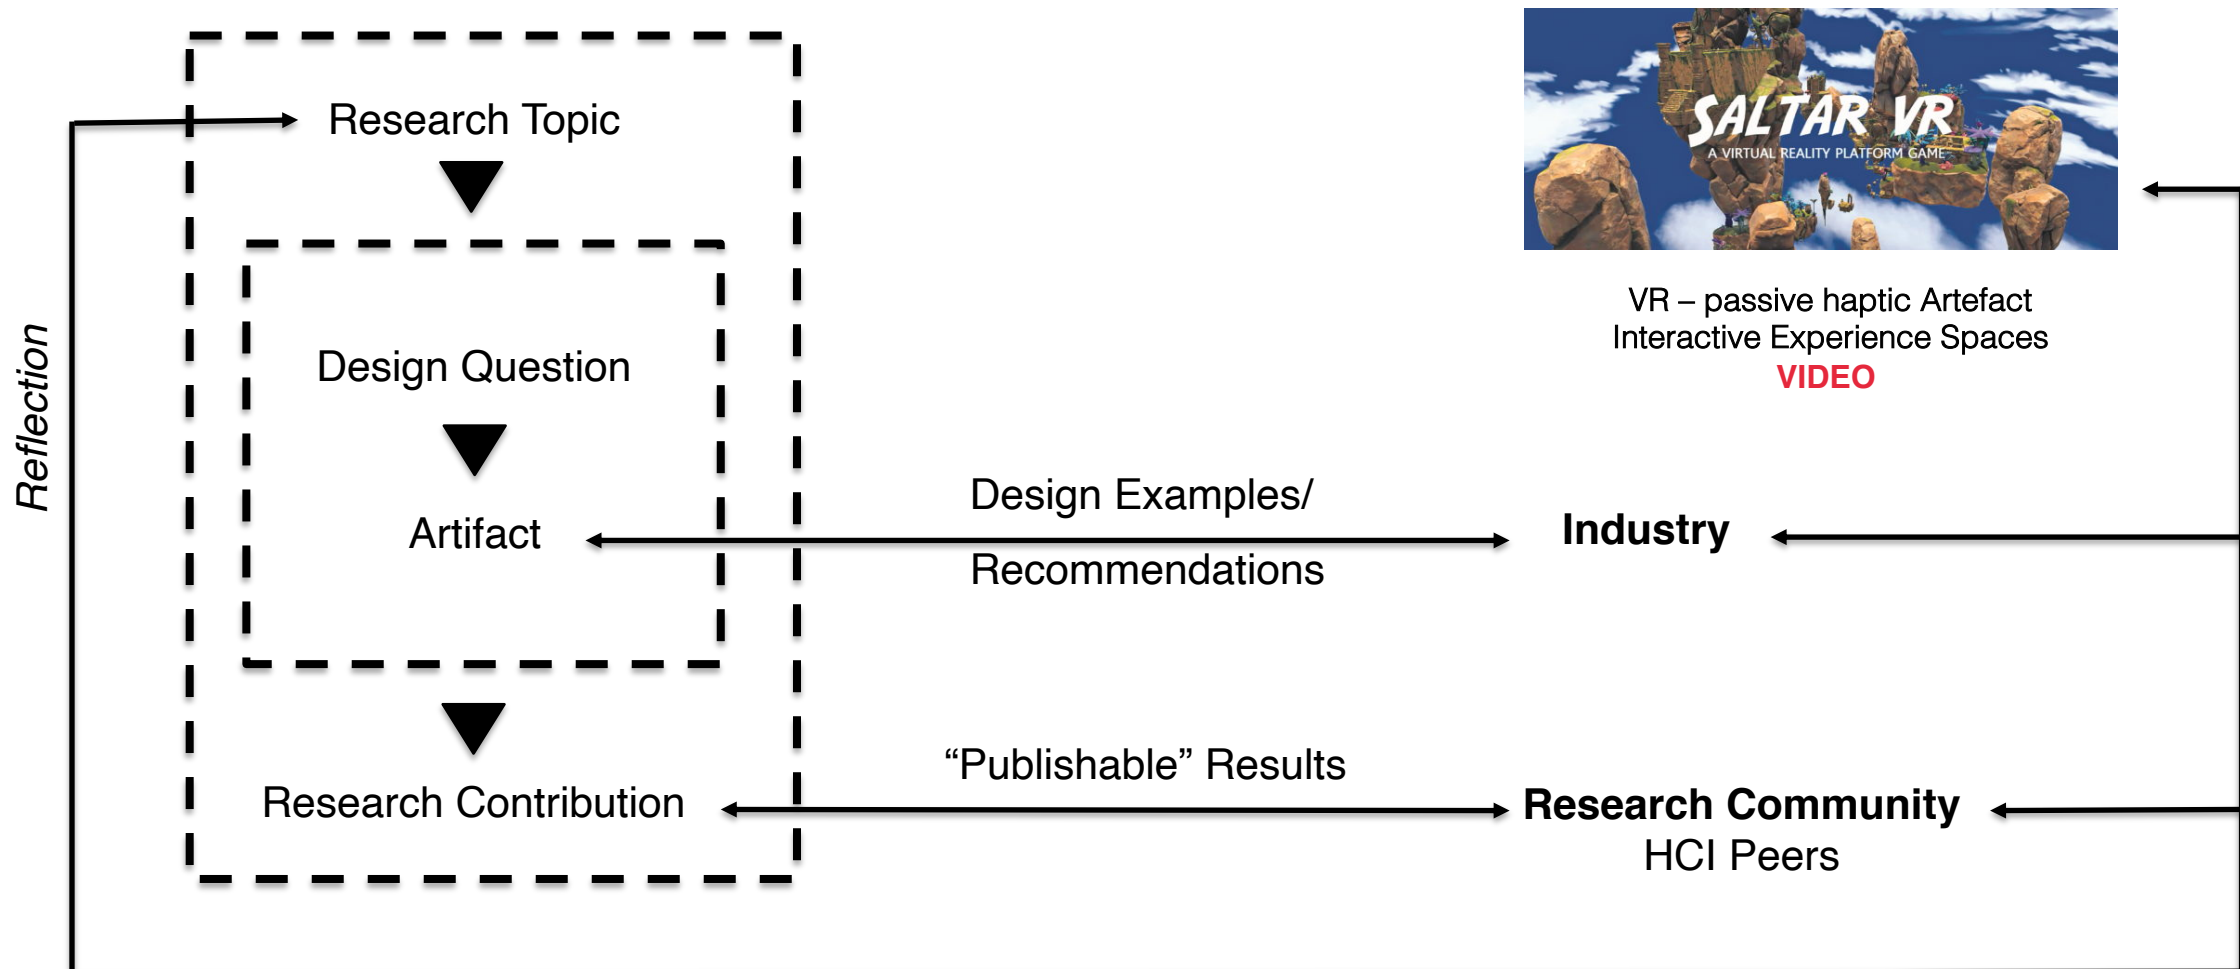 Research Topic
SALTAR VR
A VIRTUAL REALITY PLATFORM GAME
VR – passive haptic Artefact
Interactive Experience Spaces
VIDEO
Reflection
Design Question
Artifact
Design Examples/
Recommendations
Industry
Research Contribution
“Publishable” Results
Research Community
HCI Peers